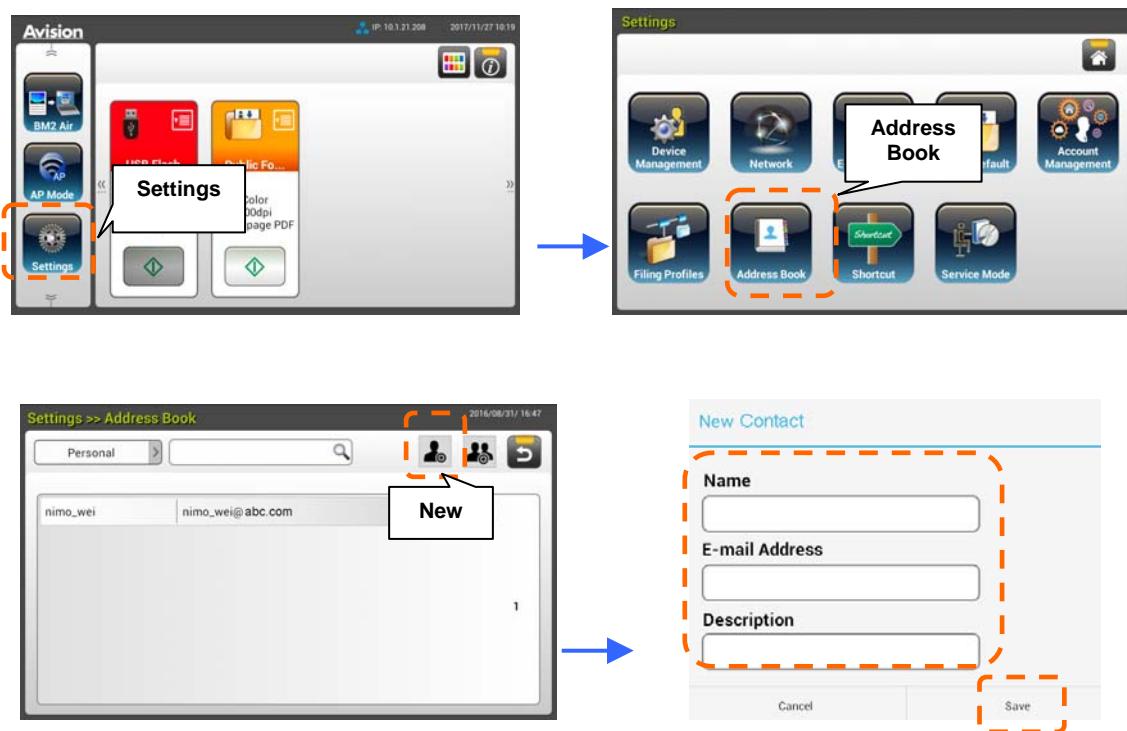 Avision
IP: 10.1.21.208
2017/11/27 10:19
BM2 Air
AP
AP Mode
Settings
Public Fo...
Color
page PDF
Settings
Settings
Device
Management
Network
Address
Book
Account
Management
Filing Profiles
Address Book
Shortcut
Shortcut
Service Mode
Settings >> Address Book
2016/08/31/ 16:47
Personal
nimo_wei
nimo_wei@abc.com
New
1
New Contact
Name
E-mail Address
Description
Cancel
Save